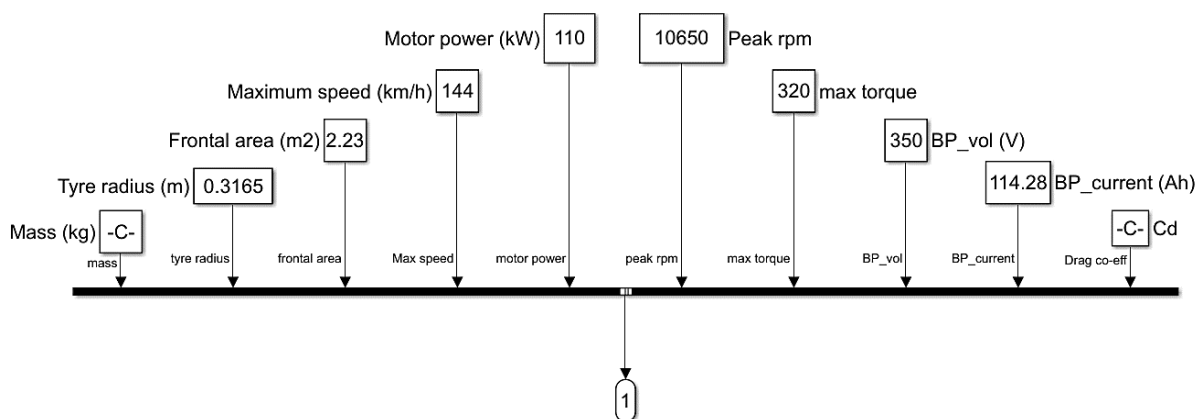 Motor power (kW) 110
10650 Peak rpm
Maximum speed (km/h) 144
320 max torque
Frontal area (m2) 2.23
350 BP_vol (V)
Tyre radius (m) 0.3165
114.28 BP_current (Ah)
Mass (kg) -C-
-C- Cd
mass
tyre radius
frontal area
Max speed
motor power
peak rpm
max torque
BP_vol
BP_current
Drag co-eff
1